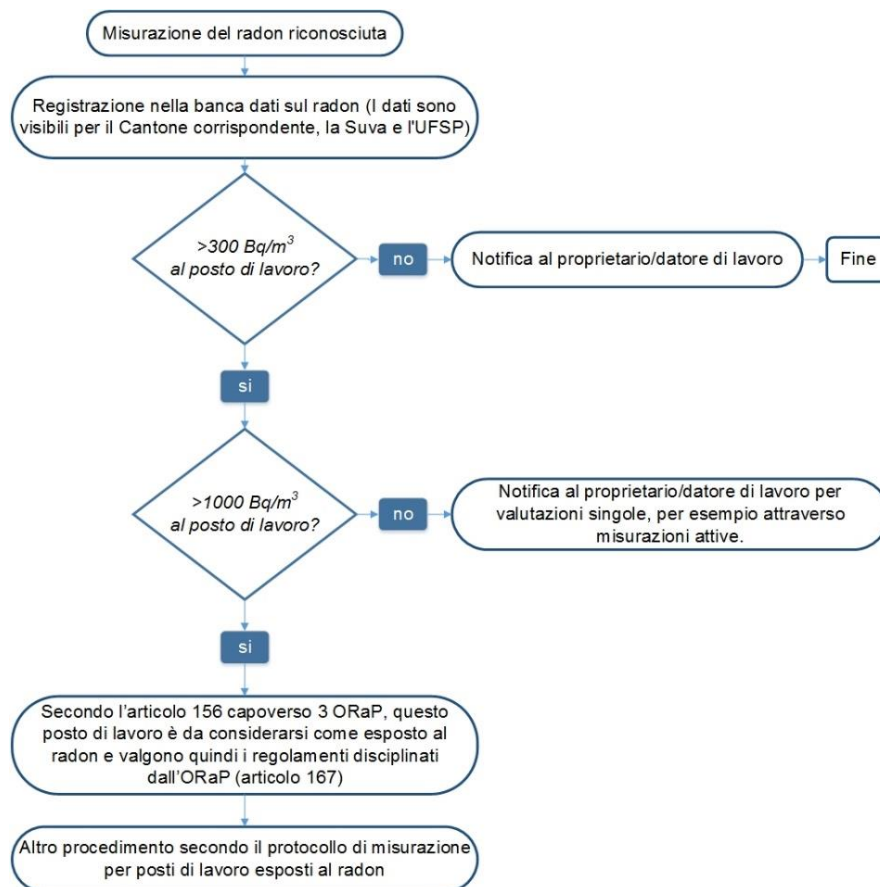 Misurazione del radon riconosciuta
Registrazione nella banca dati sul radon (I dati sono
visibili per il Cantone corrispondente, la Suva e l'UFSP)
>300 Bq/m³
al posto di lavoro?
no
Notifica al proprietario/datore di lavoro
Fine
si
>1000 Bq/m³
al posto di lavoro?
no
Notifica al proprietario/datore di lavoro per
valutazioni singole, per esempio attraverso
misurazioni attive.
si
Secondo l’articolo 156 capoverso 3 ORaP, questo
posto di lavoro è da considerarsi come esposto al
radon e valgono quindi i regolamenti disciplinati
dall’ORaP (articolo 167)
Altro procedimento secondo il protocollo di misurazione
per posti di lavoro esposti al radon